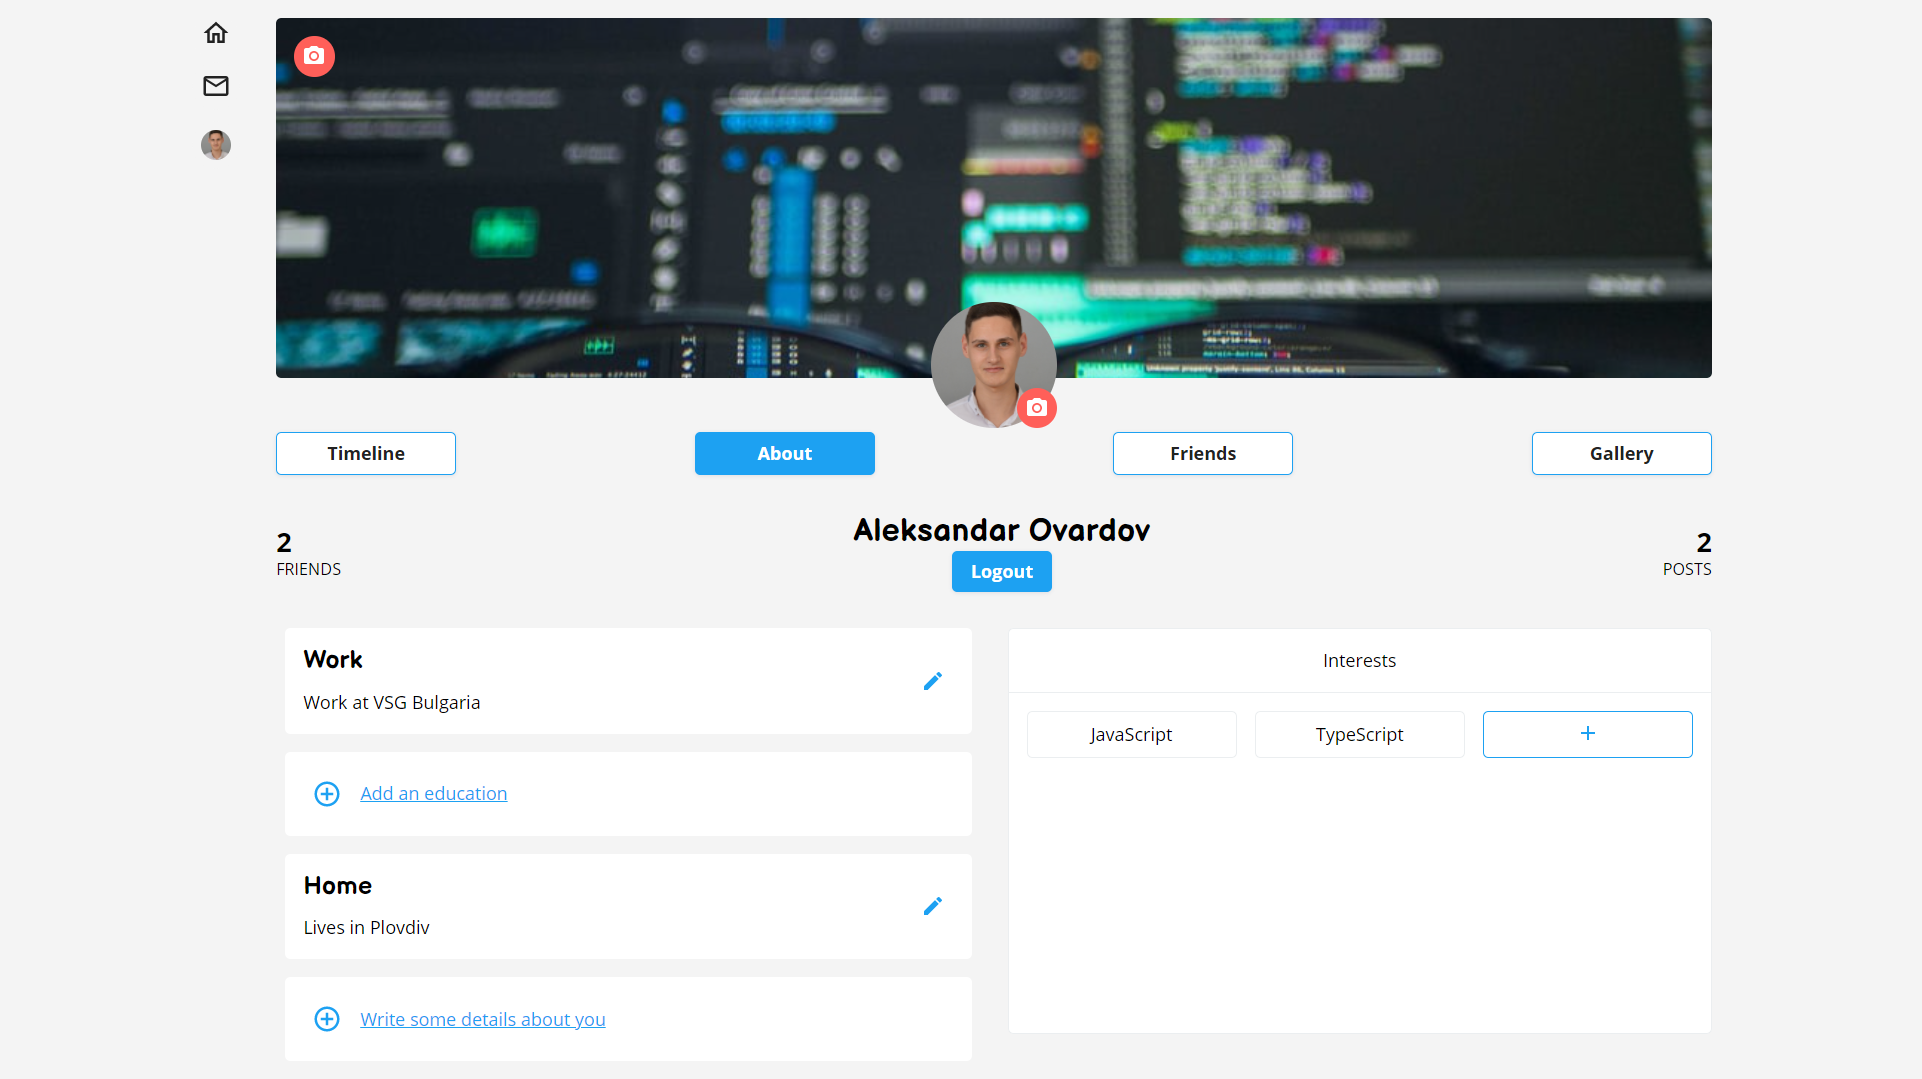 Timeline
About
Friends
Gallery
Aleksandar Ovardov
2
FRIENDS
Logout
2
POSTS
Work
Work at VSG Bulgaria
Add an education
Home
Lives in Plovdiv
Write some details about you
Interests
JavaScript
TypeScript
+